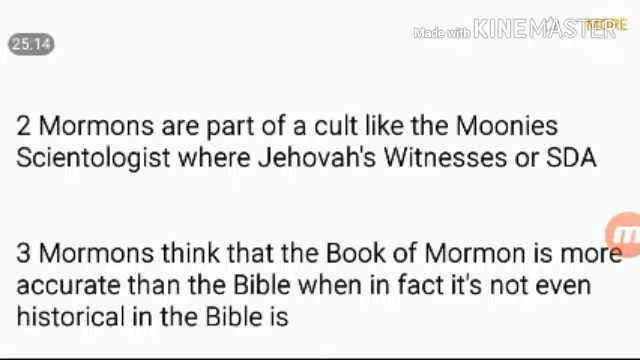 25:14
MORE
Made with KINEMASTER
2 Mormons are part of a cult like the Moonies
Scientologist where Jehovah's Witnesses or SDA
3 Mormons think that the Book of Mormon is more
accurate than the Bible when in fact it's not even
historical in the Bible is